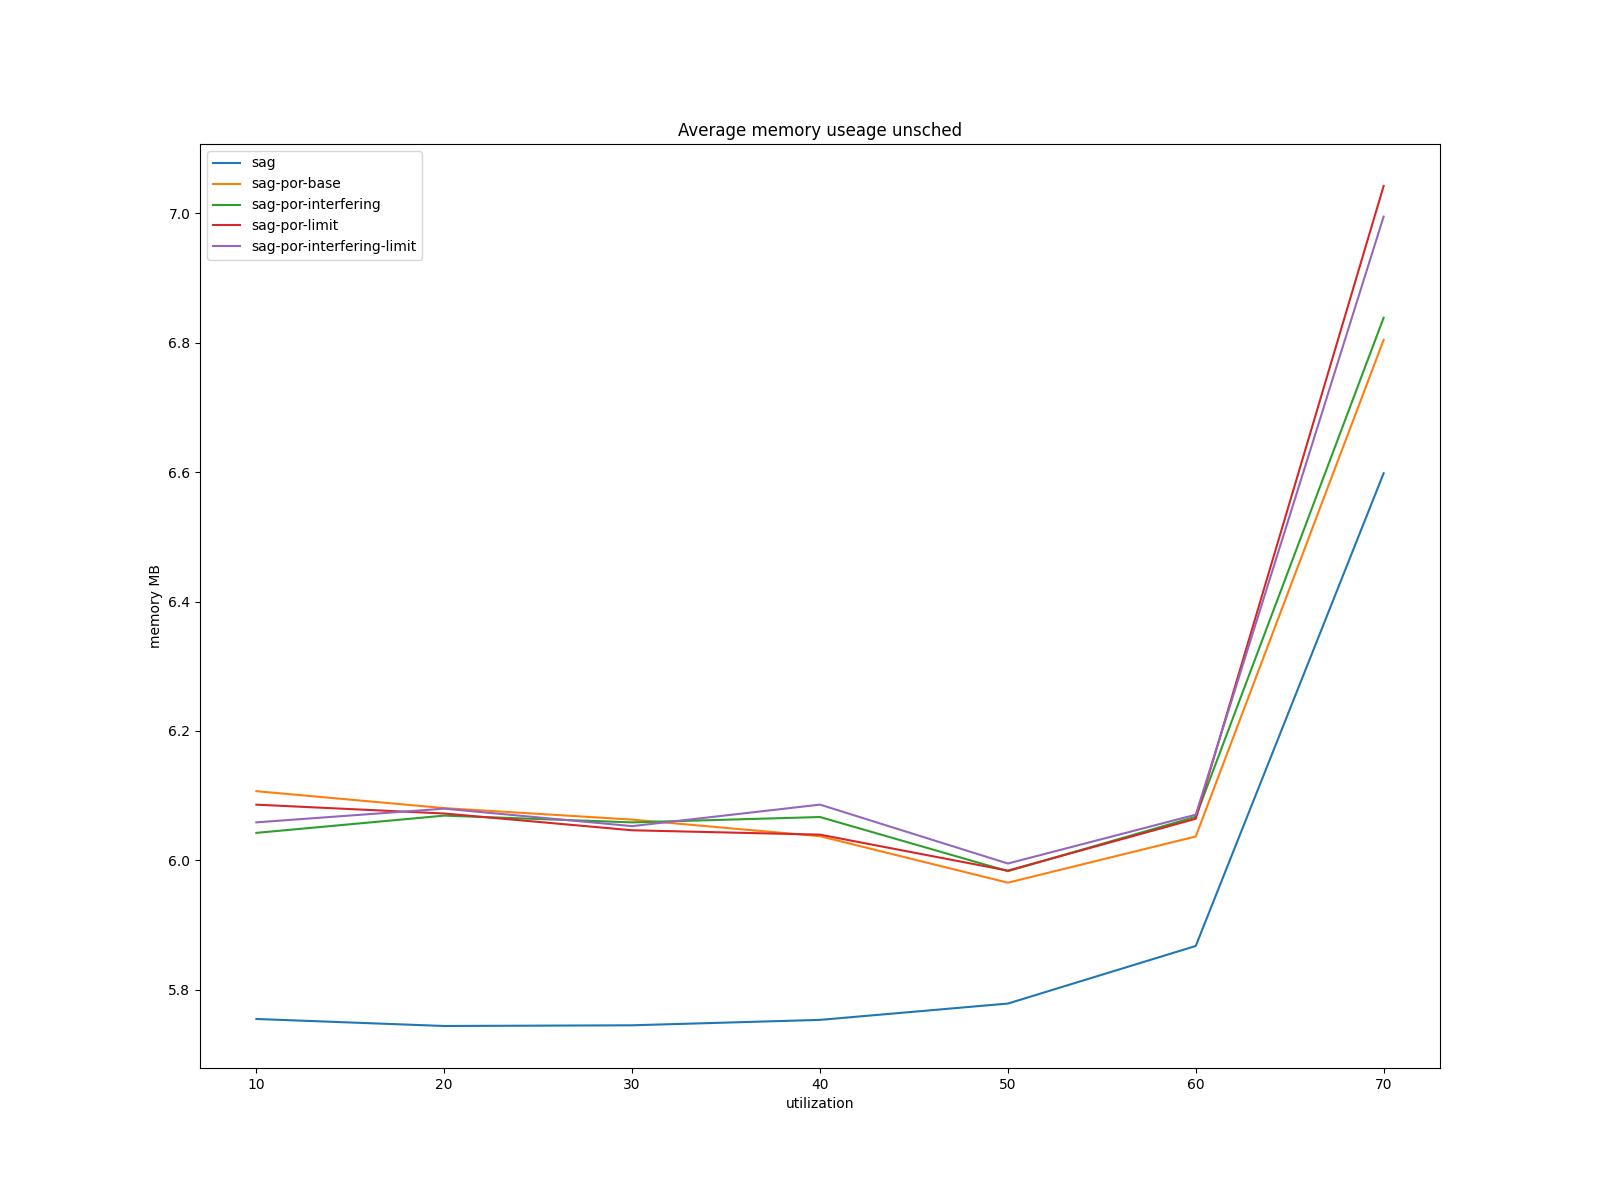 Average memory useage unsched
sag
sag-por-base
sag-por-interfering
sag-por-limit
sag-por-interfering-limit
7.0
6.8
6.6
6.4
6.2
6.0
5.8
memory MB
10 20 30 40 50 60 70
utilization